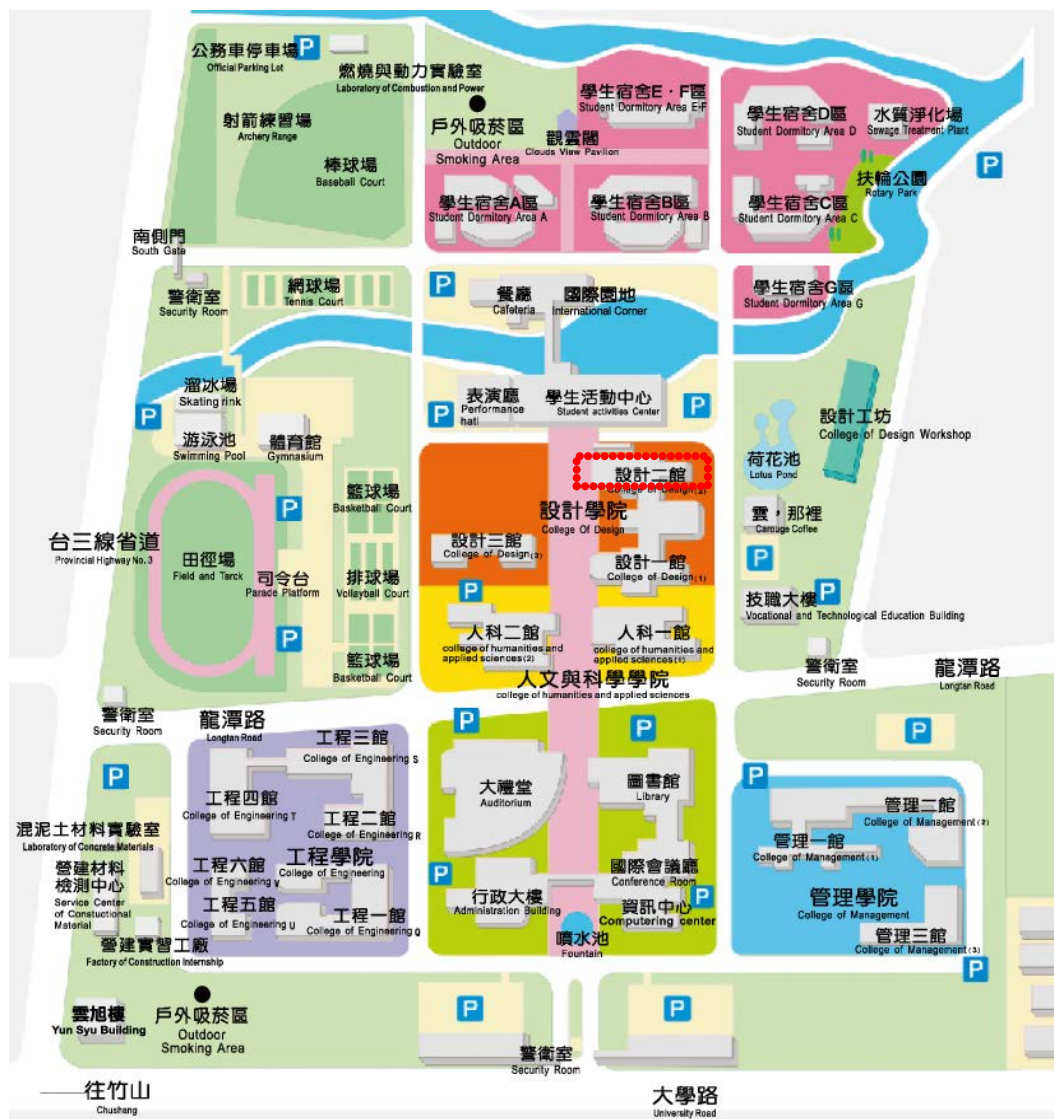 公務車停車場
Official Parking Lot
P
燃燒與動力實驗室
Laboratory of Combustion and Power
射箭練習場
Archery Range
棒球場
Baseball Court
戶外吸菸區
Outdoor
Smoking Area
觀雲閣
Clouds View Pavilion
學生宿舍E・F區
Student Dormitory Area E-F
學生宿舍D區
Student Dormitory Area D
水質淨化場
Sewage Treatment Plant
P
扶輪公園
Rotary Park
學生宿舍A區
Student Dormitory Area A
學生宿舍B區
Student Dormitory Area B
學生宿舍C區
Student Dormitory Area C
南側門
South Gate
警衛室
Security Room
網球場
Tennis Court
P
餐廳
Cafeteria
國際園地
International Corner
P
學生宿舍G區
Student Dormitory Area G
溜冰場
Skating rink
P
游泳池
Swimming Pool
體育館
Gymnasium
P
表演廳
Performance
hatl
學生活動中心
Student activities Center
P
設計工坊
College of Design Workshop
荷花池
Lotus Pond
設計二館
College of Design(2)
籃球場
Basketball Court
P
設計學院
College Of Design
雲，那裡
Carouge Coffee
P
台三線省道
Provincial Highway No.3
田徑場
Field and Tarck
司令台
Parade Platform
P
排球場
Vollayball Court
設計三館
College of Design(3)
設計一館
College of Design(1)
P
技職大樓
Vocational and Technological Education Building
P
人科二館
college of humanities and
applied sciences(2)
人科一館
college of humanities and
applied sciences(1)
籃球場
Basketball Court
人文與科學學院
college of humanities and applied sciences
警衛室
Security Room
龍潭路
Longtan Road
警衛室
Security Room
龍潭路
Longtan Road
P
P
P
工程三館
College of Engineering S
P
P
大禮堂
Auditorium
圖書館
Library
工程四館
College of Engineering T
工程二館
College of Engineering R
管理二館
College of Management(2)
管理一館
College of Management(1)
混泥土材料實驗室
Laboratory of Concrete Materials
營建材料
檢測中心
Service Center
of Constuctional
Material
工程六館
College of Engineering V
工程學院
College of Engineering
P
國際會議廳
Conference Room
行政大樓
Administration Building
P
資訊中心
Computering center
管理學院
College of Management
工程五館
College of Engineering U
工程一館
College of Engineering Q
管理三館
College of Management(3)
營建實習工廠
Factory of Construction Internship
噴水池
Fountain
P
雲旭樓
Yun Syu Building
戶外吸菸區
Outdoor
Smoking Area
P
P
警衛室
Security Room
往竹山
Chushang
大學路
University Road